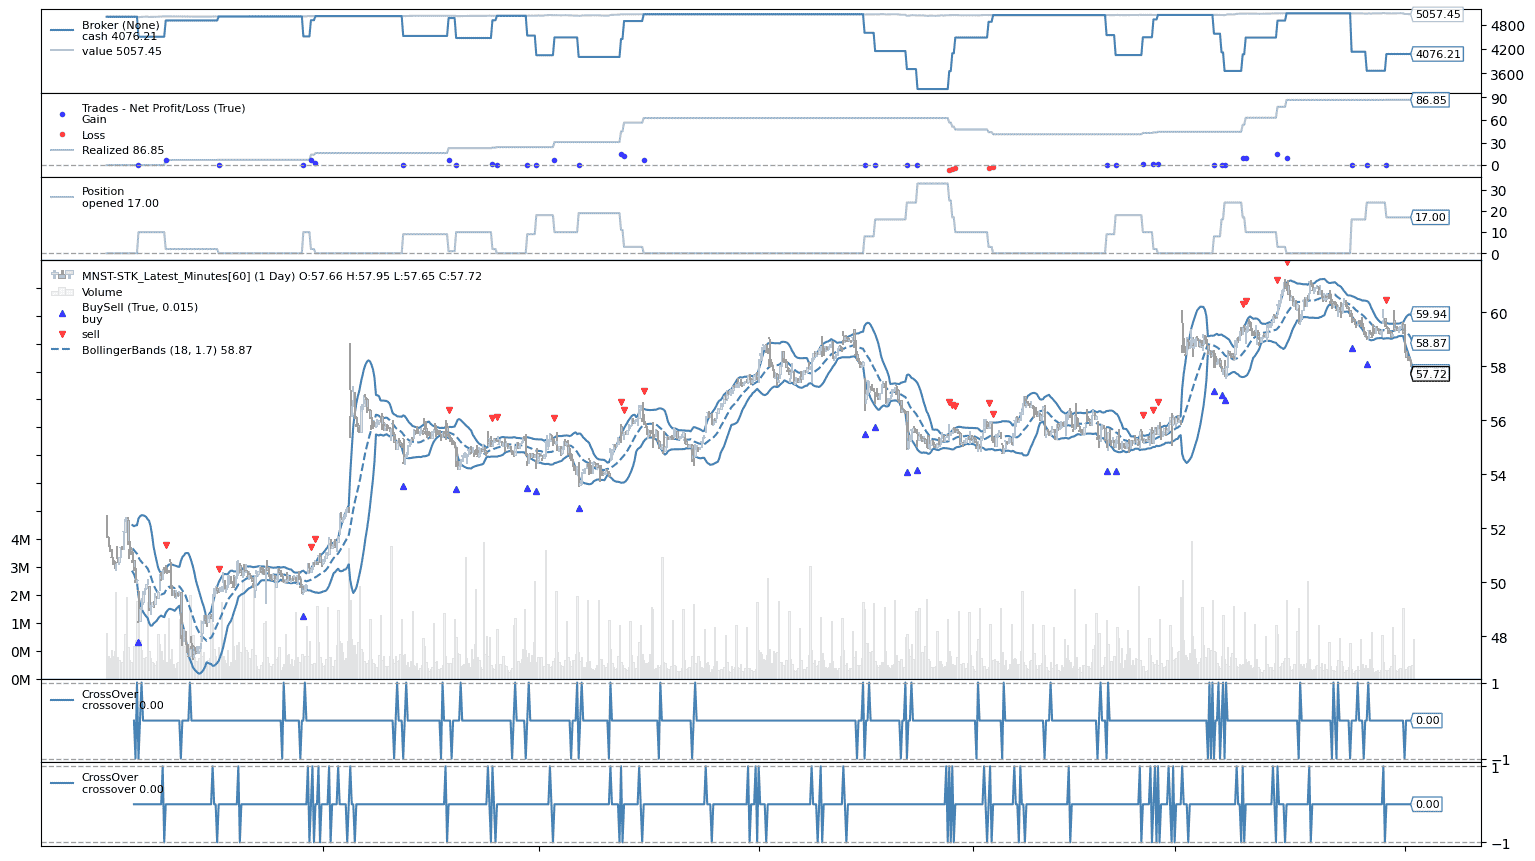 Broker (None)
cash 4076.21
value 5057.45
5057.45
4800
4200
4076.21
3600
Trades - Net Profit/Loss (True)
Gain
Loss
Realized 86.85
90
86.85
60
30
0
Position
opened 17.00
30
20
17.00
10
0
MNST-STK_Latest_Minutes[60] (1 Day) O:57.66 H:57.95 L:57.65 C:57.72
Volume
BuySell (True, 0.015)
buy
sell
BollingerBands (18, 1.7) 58.87
60
59.94
58.87
58
57.72
56
54
52
50
48
4M
3M
2M
1M
0M
0M
CrossOver
crossover 0.00
1
0.00
−1
CrossOver
crossover 0.00
1
0.00
−1